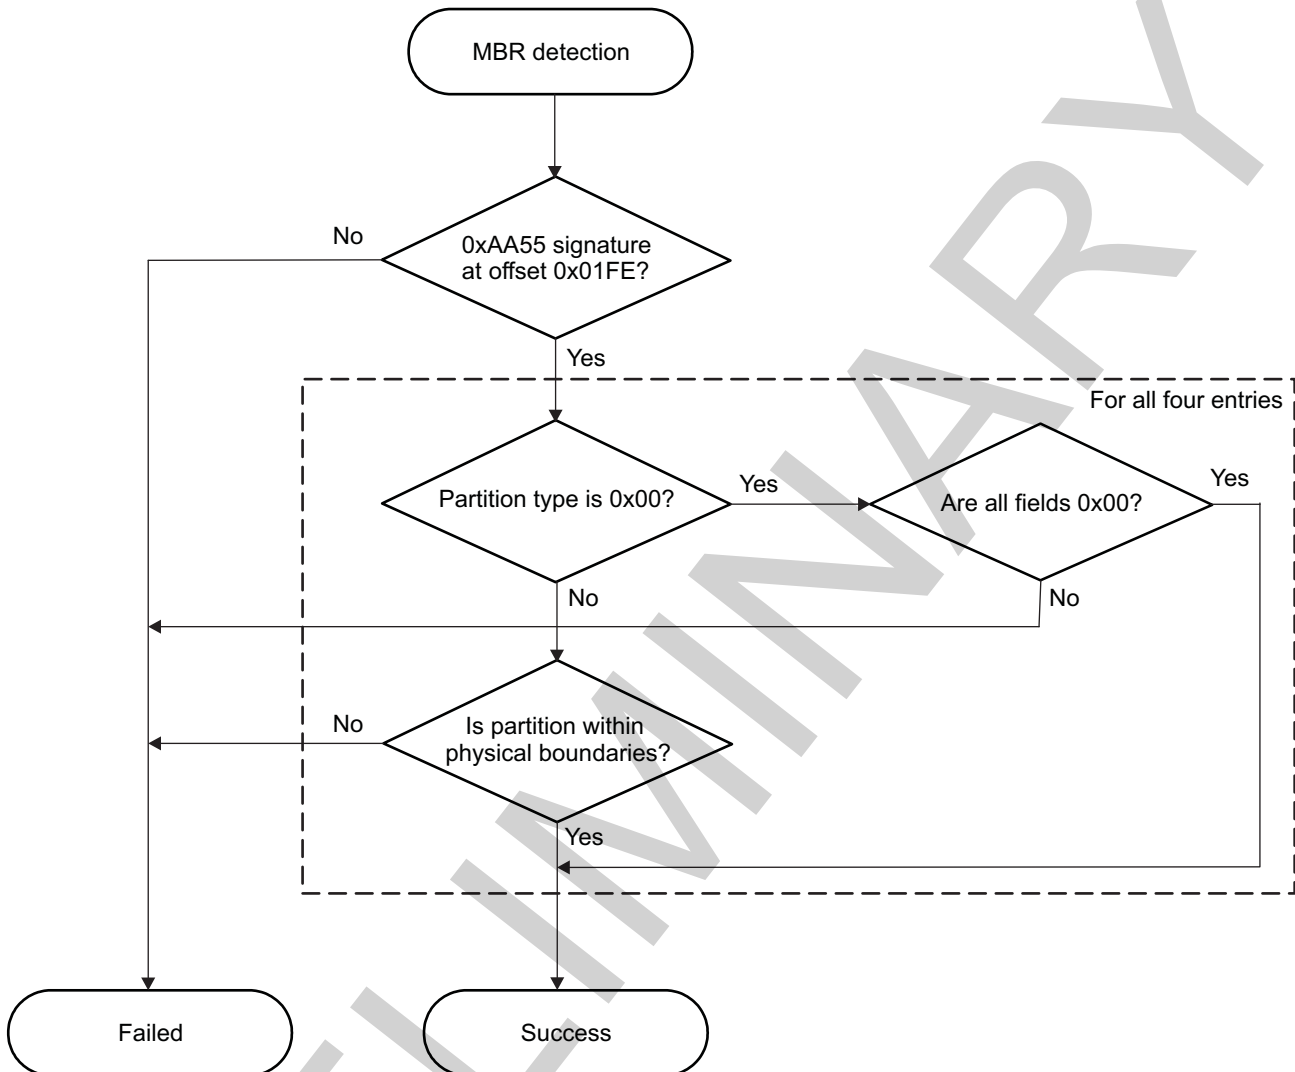 MBR detection
No
0xAA55 signature
at offset 0x01FE?
Yes
For all four entries
Partition type is 0x00?
Yes
Are all fields 0x00?
Yes
No
No
No
Is partition within
physical boundaries?
Yes
Failed
Success
ELIMINARY